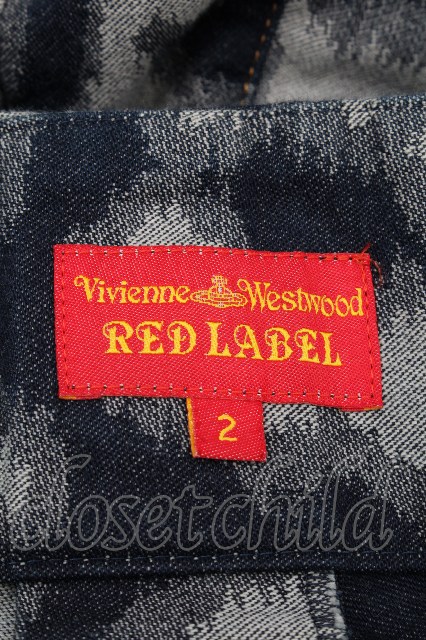 Vivienne Westwood
RED LABEL
2
closetchild